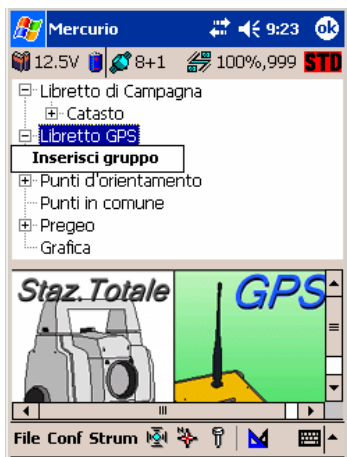 Mercurio 9:23 ok
12.5V 8+1 100%,999 STD
Libretto di Campagna
Catasto
Libretto GPS
Inserisci gruppo
Punti d'orientamento
Punti in comune
Pregeo
Grafica
Staz. Totale GPS
File Conf Strum